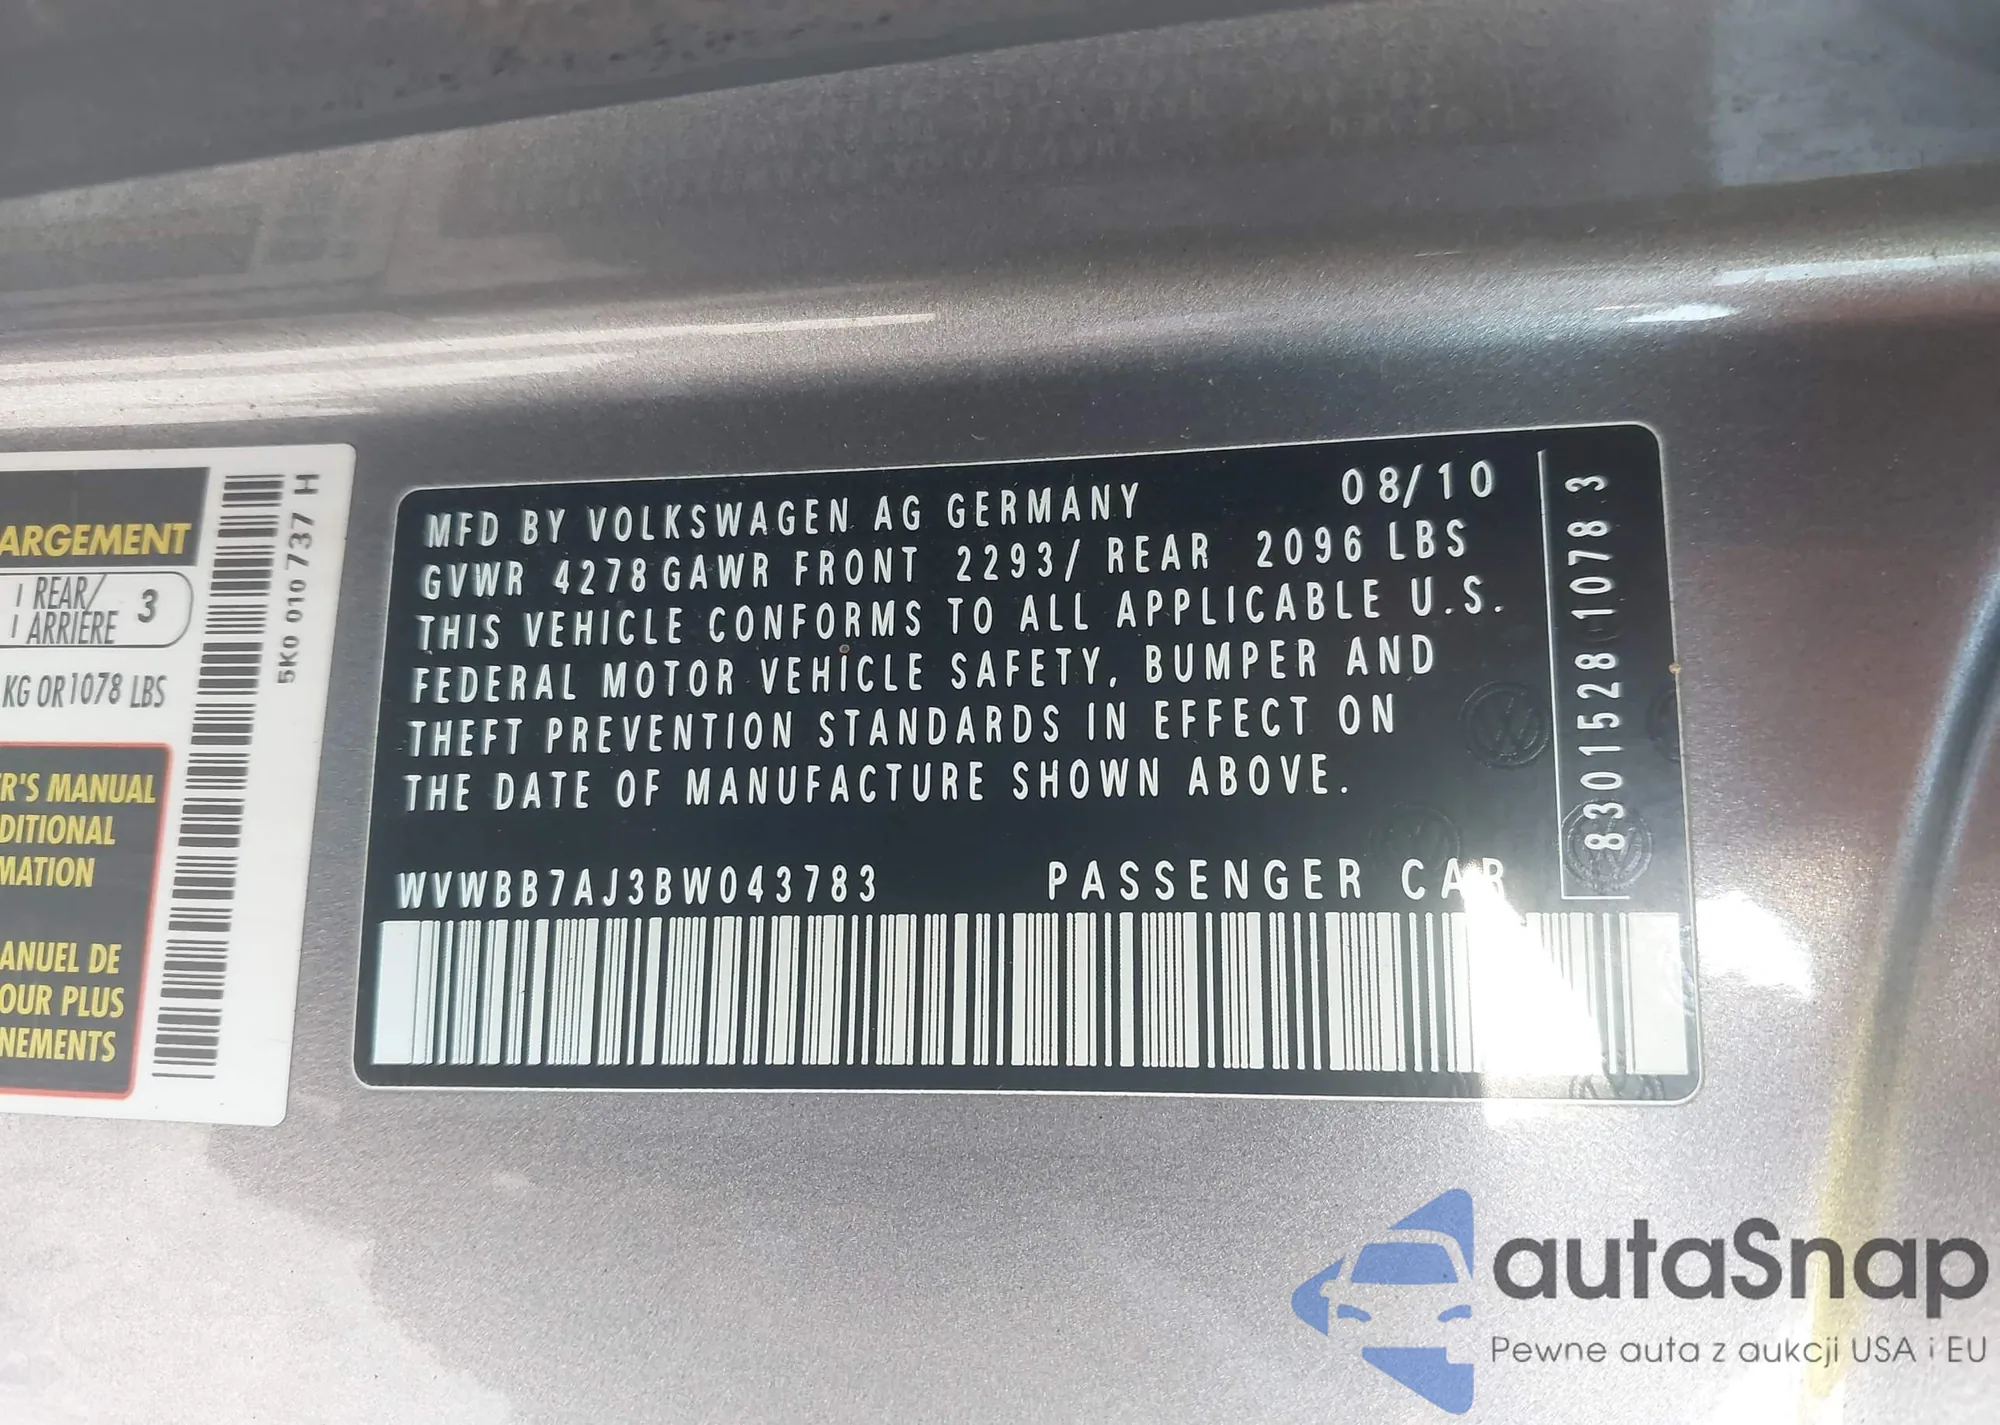 ARGEMENT
REAR/
ARRIÈRE 3
KG OR 1078 LBS
ER'S MANUAL
DITIONAL
MATION
ANUEL DE
OUR PLUS
NEMENTS
5K0 010 737 H
MFD BY VOLKSWAGEN AG GERMANY 08/10
GVWR 4278 GAWR FRONT 2293/ REAR 2096 LBS
THIS VEHICLE CONFORMS TO ALL APPLICABLE U.S.
FEDERAL MOTOR VEHICLE SAFETY, BUMPER AND
THEFT PREVENTION STANDARDS IN EFFECT ON
THE DATE OF MANUFACTURE SHOWN ABOVE.
WVWBB7AJ3BW043783 PASSENGER CAR
8301528 10783
autaSnap
Pewne auta z aukcji USA i EU